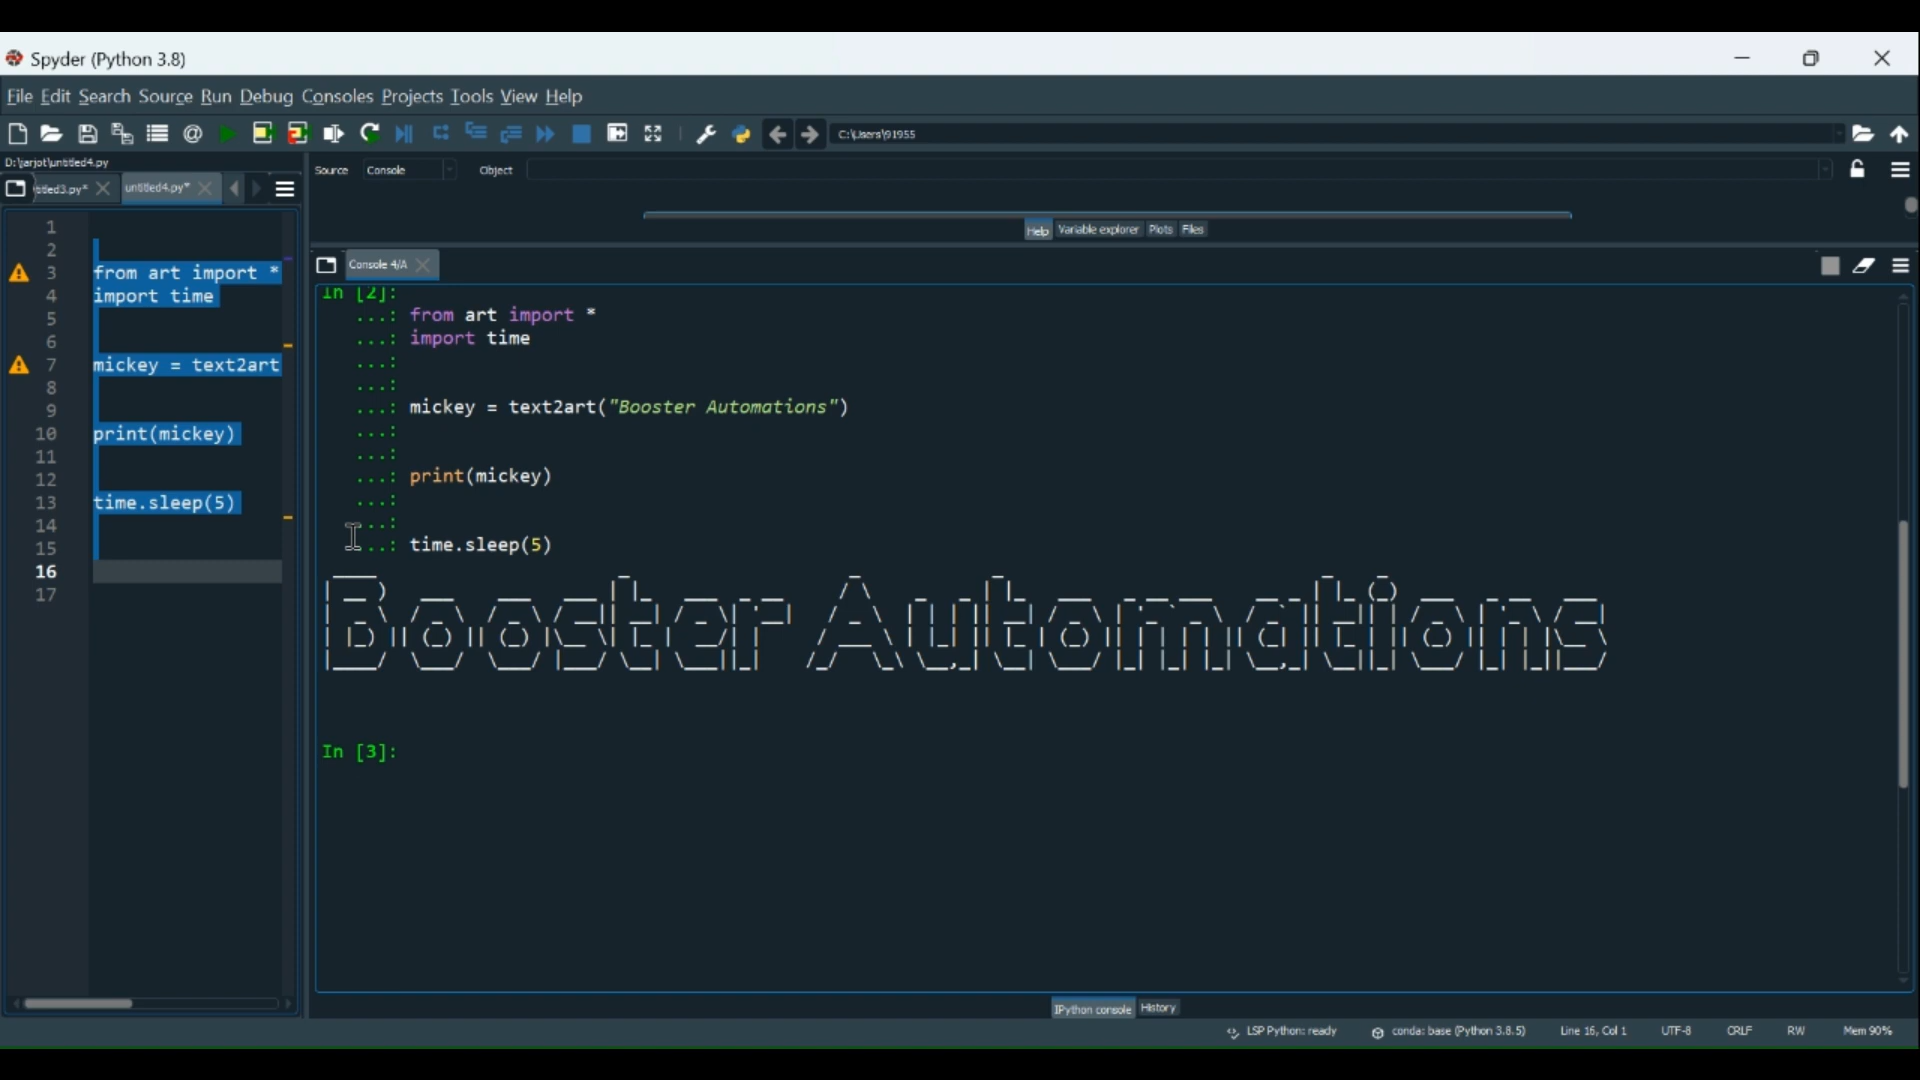 Spyder (Python 3.8)
File Edit Search Source Run Debug Consoles Projects Tools View Help
C:\Users\91955
D:\jarjot\untitled4.py
Source Console Object
untitled4.py*
Help Variable explorer Plots Files
Console 4/A
1
2
3 from art import *
4 import time
5
6
7 mickey = text2art
8
9
10 print(mickey)
11
12
13 time.sleep(5)
14
15
16
17
In [2]:
...: from art import *
...: import time
...:
...:
...: mickey = text2art("Booster Automations")
...:
...:
...: print(mickey)
...:
...:
...: time.sleep(5)
Booster Automations
In [3]:
IPython console History
LSP Python: ready conda: base (Python 3.8.5) Line 16, Col 1 UTF-8 CRLF RW Mem 90%